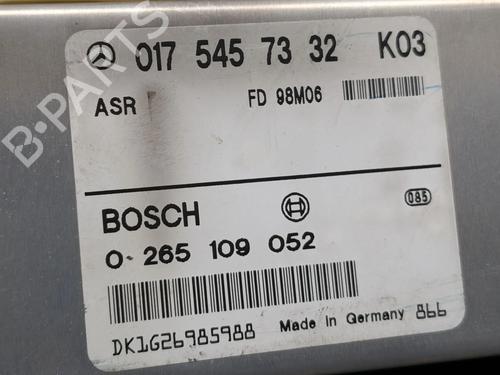 017 545 73 32 K03
ASR FD 98M06
B-PARTS
BOSCH 085
0 265 109 052
DK1G26985988 Made in Germany 866